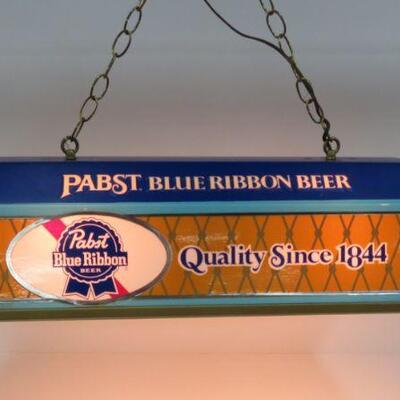 PABST BLUE RIBBON BEER
Pabst
Blue Ribbon
BEER
Quality Since 1844